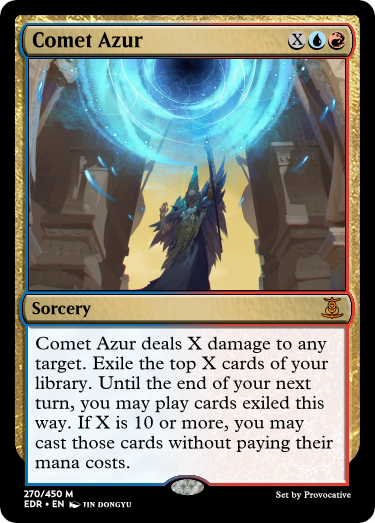 Comet Azur X
Sorcery
Comet Azur deals X damage to any
target. Exile the top X cards of your
library. Until the end of your next
turn, you may play cards exiled this
way. If X is 10 or more, you may
cast those cards without paying their
mana costs.
270/450 M
EDR • EN JIN DONGYU
Set by Provocative